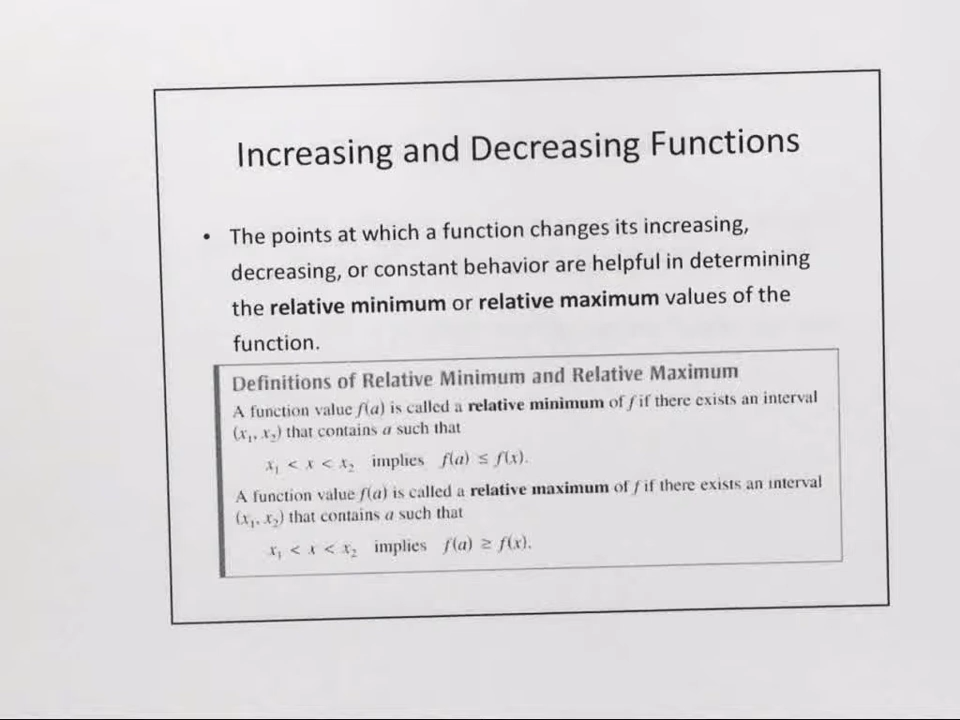 Increasing and Decreasing Functions
• The points at which a function changes its increasing,
decreasing, or constant behavior are helpful in determining
the relative minimum or relative maximum values of the
function.
Definitions of Relative Minimum and Relative Maximum
A function value f(a) is called a relative minimum of f if there exists an interval
(x₁, x₂) that contains a such that
x₁ < x < x₂ implies f(a) ≤ f(x).
A function value f(a) is called a relative maximum of f if there exists an interval
(x₁, x₂) that contains a such that
x₁ < x < x₂ implies f(a) ≥ f(x).